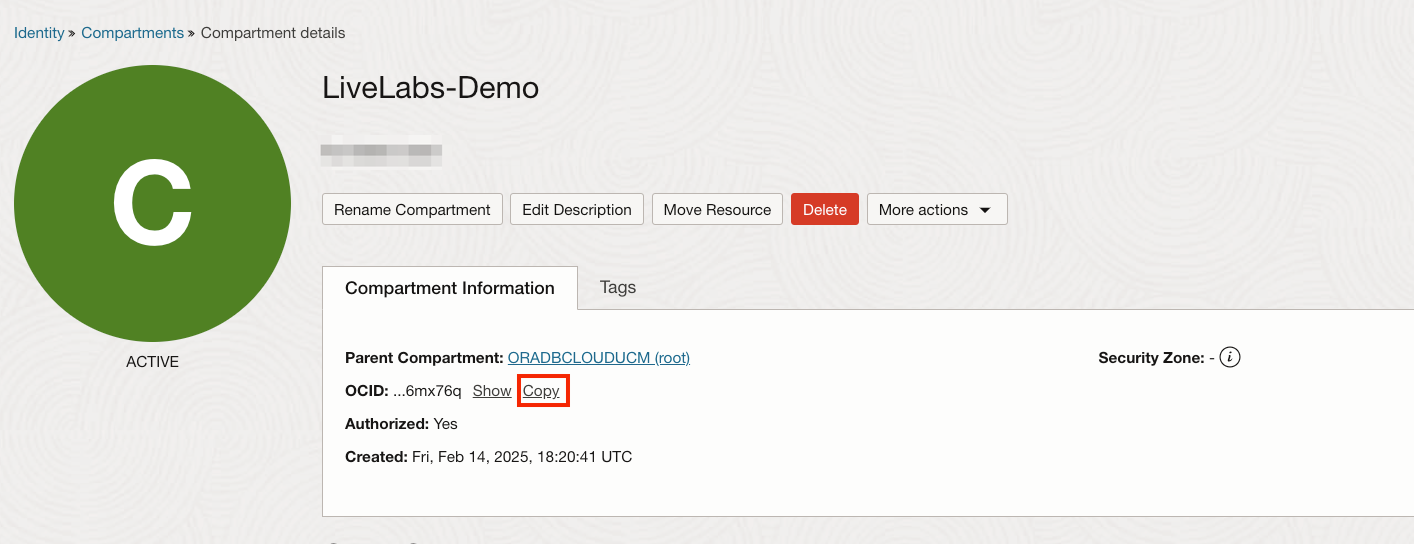 Identity » Compartments » Compartment details
LiveLabs-Demo
C
ACTIVE
Rename Compartment Edit Description Move Resource Delete More actions
Compartment Information Tags
Parent Compartment: ORADBCLOUDUCM (root) Security Zone: - i
OCID: ...6mx76q Show Copy
Authorized: Yes
Created: Fri, Feb 14, 2025, 18:20:41 UTC